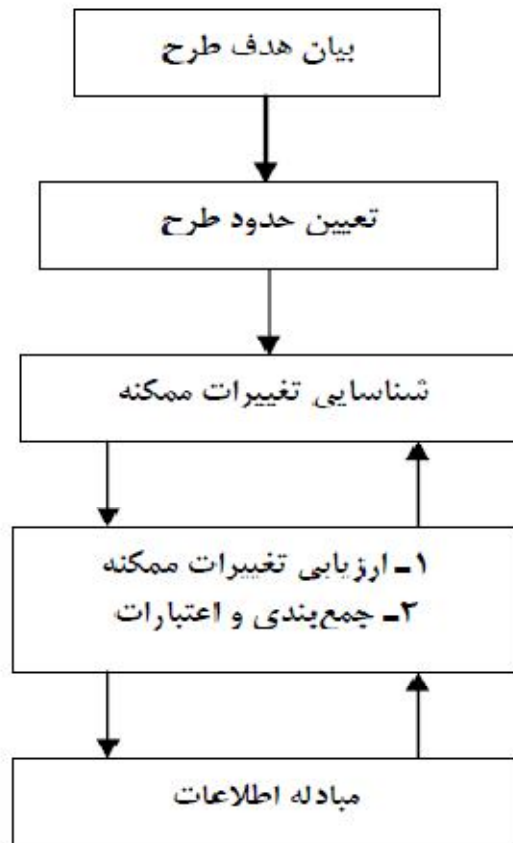 بیان هدف طرح
تعیین حدود طرح
شناسایی تغییرات ممکنه
۱ـ ارزیابی تغییرات ممکنه
۲ـ جمع‌بندی و اعتبارات
مبادله اطلاعات